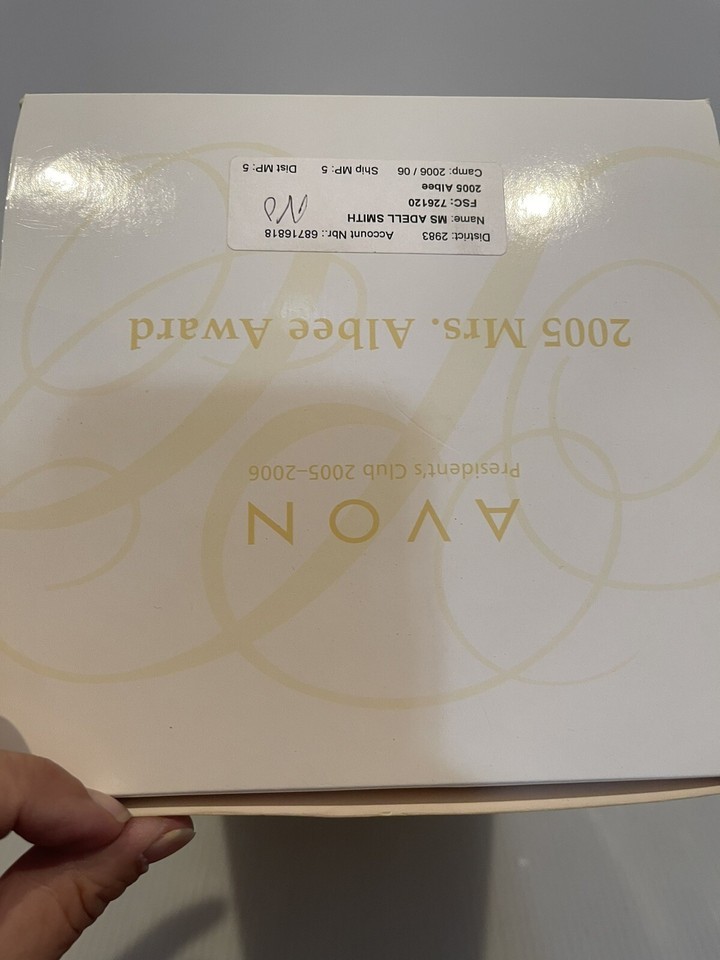 AVON
President's Club 2005–2006
2005 Mrs. Albee Award
District: 2983 Account Nbr.: 68716818
Name: MS ADELL SMITH
FSC: 726120
2005 Albee
Camp: 2006 / 06 Ship MP: 5 Dist MP: 5